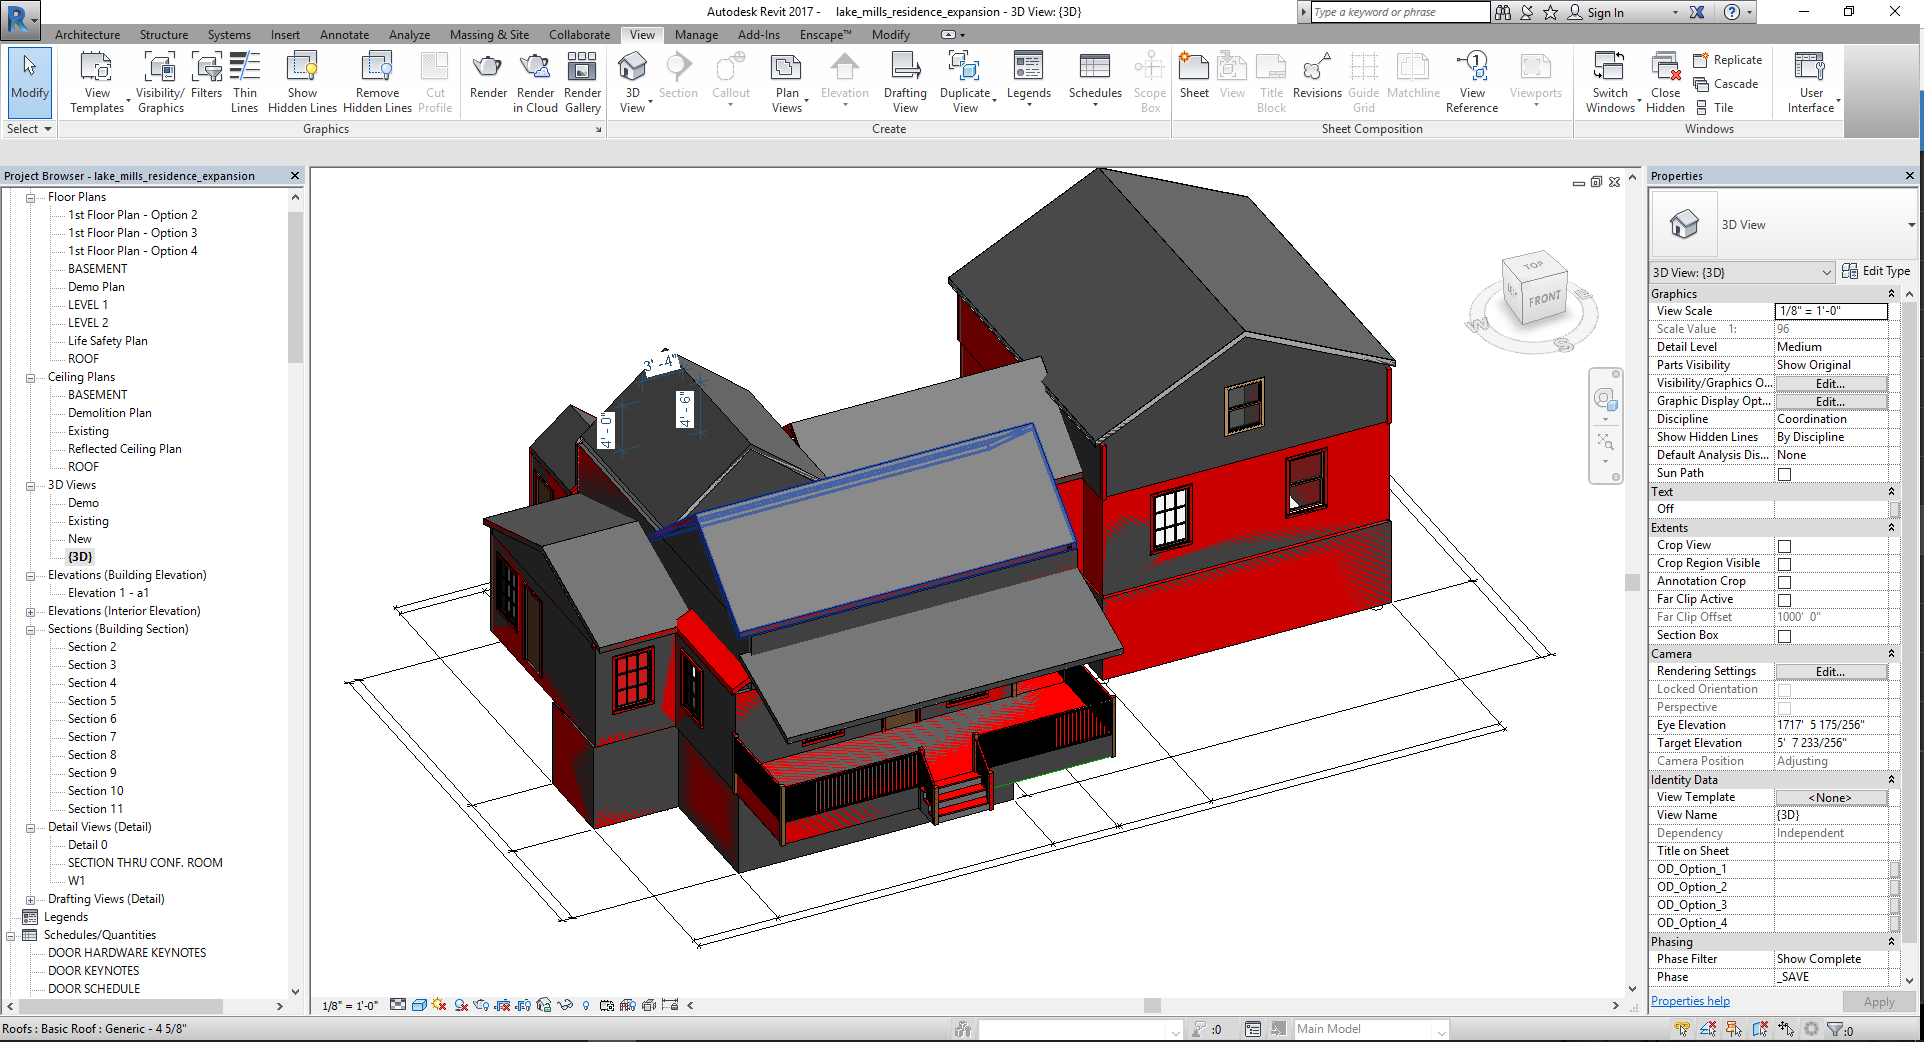 Autodesk Revit 2017 - lake_mills_residence_expansion - 3D View: {3D}
Type a keyword or phrase
Sign In
Architecture Structure Systems Insert Annotate Analyze Massing & Site Collaborate View Manage Add-Ins Enscape™ Modify
Modify
View Templates
Visibility/ Graphics
Filters
Thin Lines
Show Hidden Lines
Remove Hidden Lines
Cut Profile
Render
Render in Cloud
Render Gallery
3D View
Section
Callout
Plan Views
Elevation
Drafting View
Duplicate View
Legends
Schedules
Scope Box
Sheet
View
Title Block
Revisions
Guide Grid
Matchline
View Reference
Viewports
Switch Windows
Close Hidden
Replicate
Cascade
Tile
User Interface
Select Graphics Create Sheet Composition Windows
Project Browser - lake_mills_residence_expansion
Floor Plans
1st Floor Plan - Option 2
1st Floor Plan - Option 3
1st Floor Plan - Option 4
BASEMENT
Demo Plan
LEVEL 1
LEVEL 2
Life Safety Plan
ROOF
Ceiling Plans
BASEMENT
Demolition Plan
Existing
Reflected Ceiling Plan
ROOF
3D Views
Demo
Existing
New
{3D}
Elevations (Building Elevation)
Elevation 1 - a1
Elevations (Interior Elevation)
Sections (Building Section)
Section 2
Section 3
Section 4
Section 5
Section 6
Section 7
Section 8
Section 9
Section 10
Section 11
Detail Views (Detail)
Detail 0
SECTION THRU CONF. ROOM
W1
Drafting Views (Detail)
Legends
Schedules/Quantities
DOOR HARDWARE KEYNOTES
DOOR KEYNOTES
DOOR SCHEDULE
3' -4"
4' - 0"
4' - 6"
TOP
FRONT
W
S
E
1/8" = 1'-0"
Properties
3D View
3D View: {3D} Edit Type
Graphics
View Scale 1/8" = 1'-0"
Scale Value 1: 96
Detail Level Medium
Parts Visibility Show Original
Visibility/Graphics O... Edit...
Graphic Display Opt... Edit...
Discipline Coordination
Show Hidden Lines By Discipline
Default Analysis Dis... None
Sun Path
Text
Off
Extents
Crop View
Crop Region Visible
Annotation Crop
Far Clip Active
Far Clip Offset 1000' 0"
Section Box
Camera
Rendering Settings Edit...
Locked Orientation
Perspective
Eye Elevation 1717' 5 175/256"
Target Elevation 5' 7 233/256"
Camera Position Adjusting
Identity Data
View Template <None>
View Name {3D}
Dependency Independent
Title on Sheet
OD_Option_1
OD_Option_2
OD_Option_3
OD_Option_4
Phasing
Phase Filter Show Complete
Phase _SAVE
Properties help Apply
Roofs : Basic Roof : Generic - 4 5/8"
:0
Main Model
:0